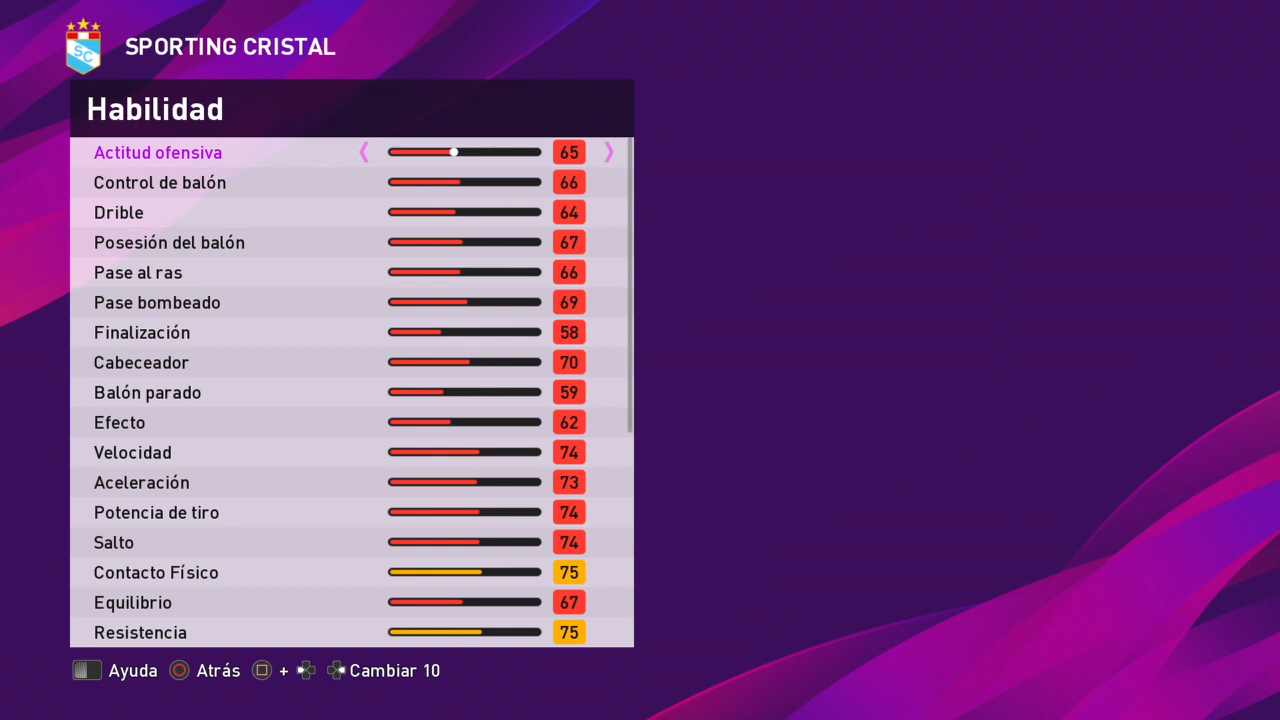 SC
SPORTING CRISTAL
Habilidad
Actitud ofensiva 65
Control de balón 66
Drible 64
Posesión del balón 67
Pase al ras 66
Pase bombeado 69
Finalización 58
Cabeceador 70
Balón parado 59
Efecto 62
Velocidad 74
Aceleración 73
Potencia de tiro 74
Salto 74
Contacto Físico 75
Equilibrio 67
Resistencia 75
Ayuda Atrás + Cambiar 10